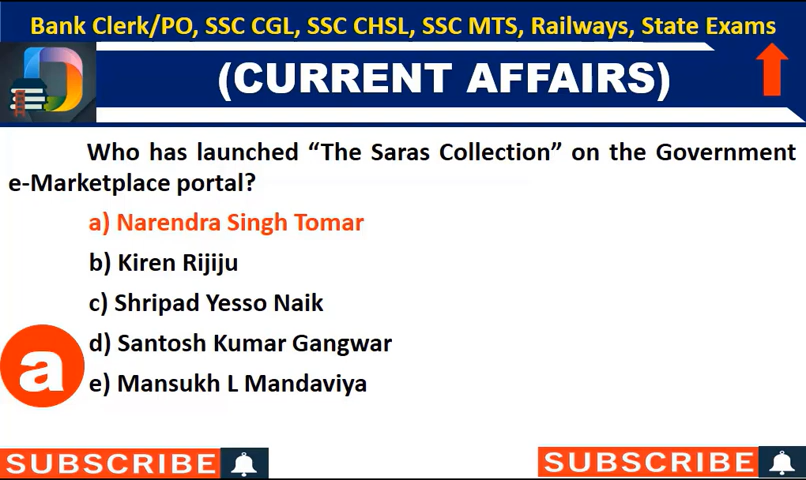 Bank Clerk/PO, SSC CGL, SSC CHSL, SSC MTS, Railways, State Exams
(CURRENT AFFAIRS)
Who has launched “The Saras Collection” on the Government
e-Marketplace portal?
a) Narendra Singh Tomar
b) Kiren Rijiju
c) Shripad Yesso Naik
d) Santosh Kumar Gangwar
e) Mansukh L Mandaviya
a
SUBSCRIBE
SUBSCRIBE